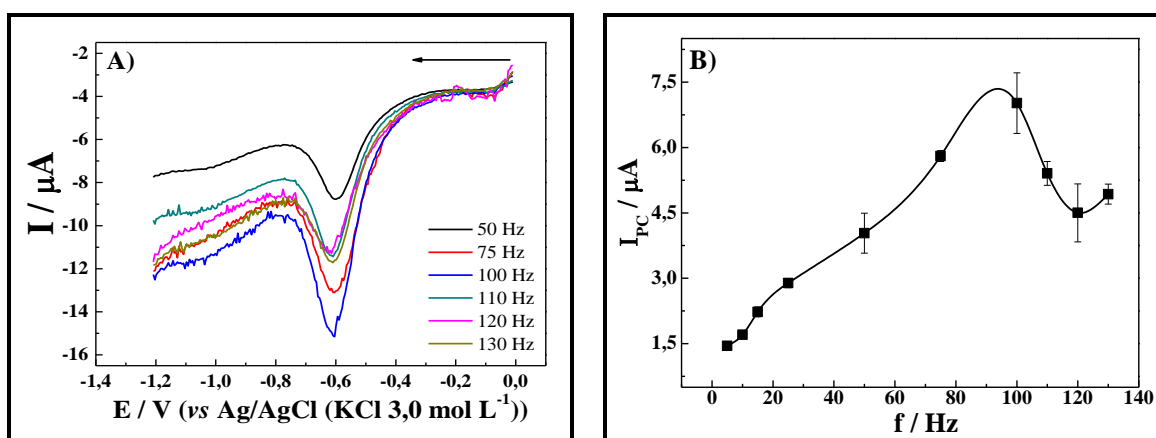 A)
I / µA
-2
-4
-6
-8
-10
-12
-14
-16
-1,4
-1,2
-1,0
-0,8
-0,6
-0,4
-0,2
0,0
50 Hz
75 Hz
100 Hz
110 Hz
120 Hz
130 Hz
E / V (vs Ag/AgCl (KCl 3,0 mol L⁻¹)
B)
I_PC / µA
7,5
6,0
4,5
3,0
1,5
0
20
40
60
80
100
120
140
f / Hz